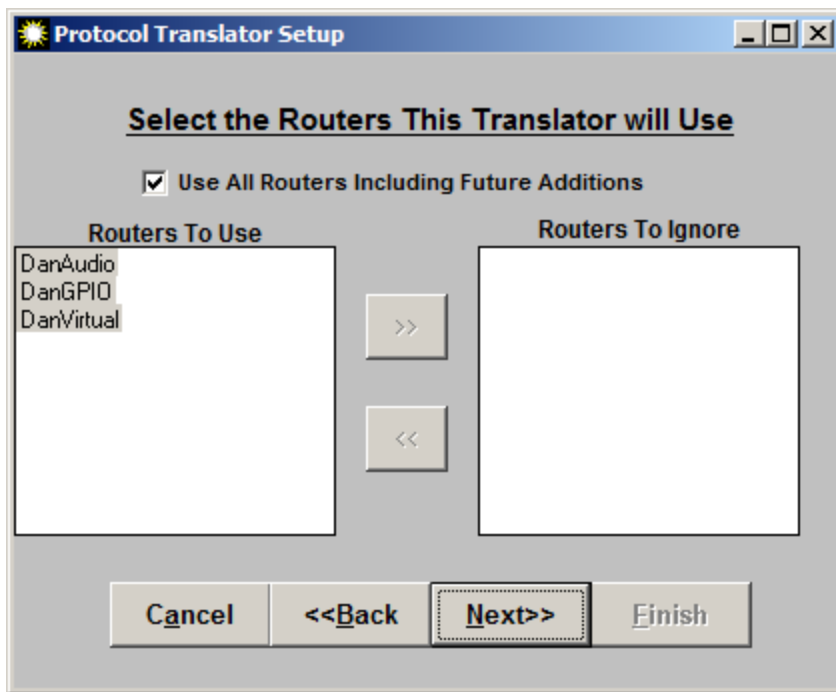 Protocol Translator Setup
Select the Routers This Translator will Use
Use All Routers Including Future Additions
Routers To Use
Routers To Ignore
DanAudio
DanGPIO
DanVirtual
>>
<<
Cancel
<<Back
Next>>
Finish